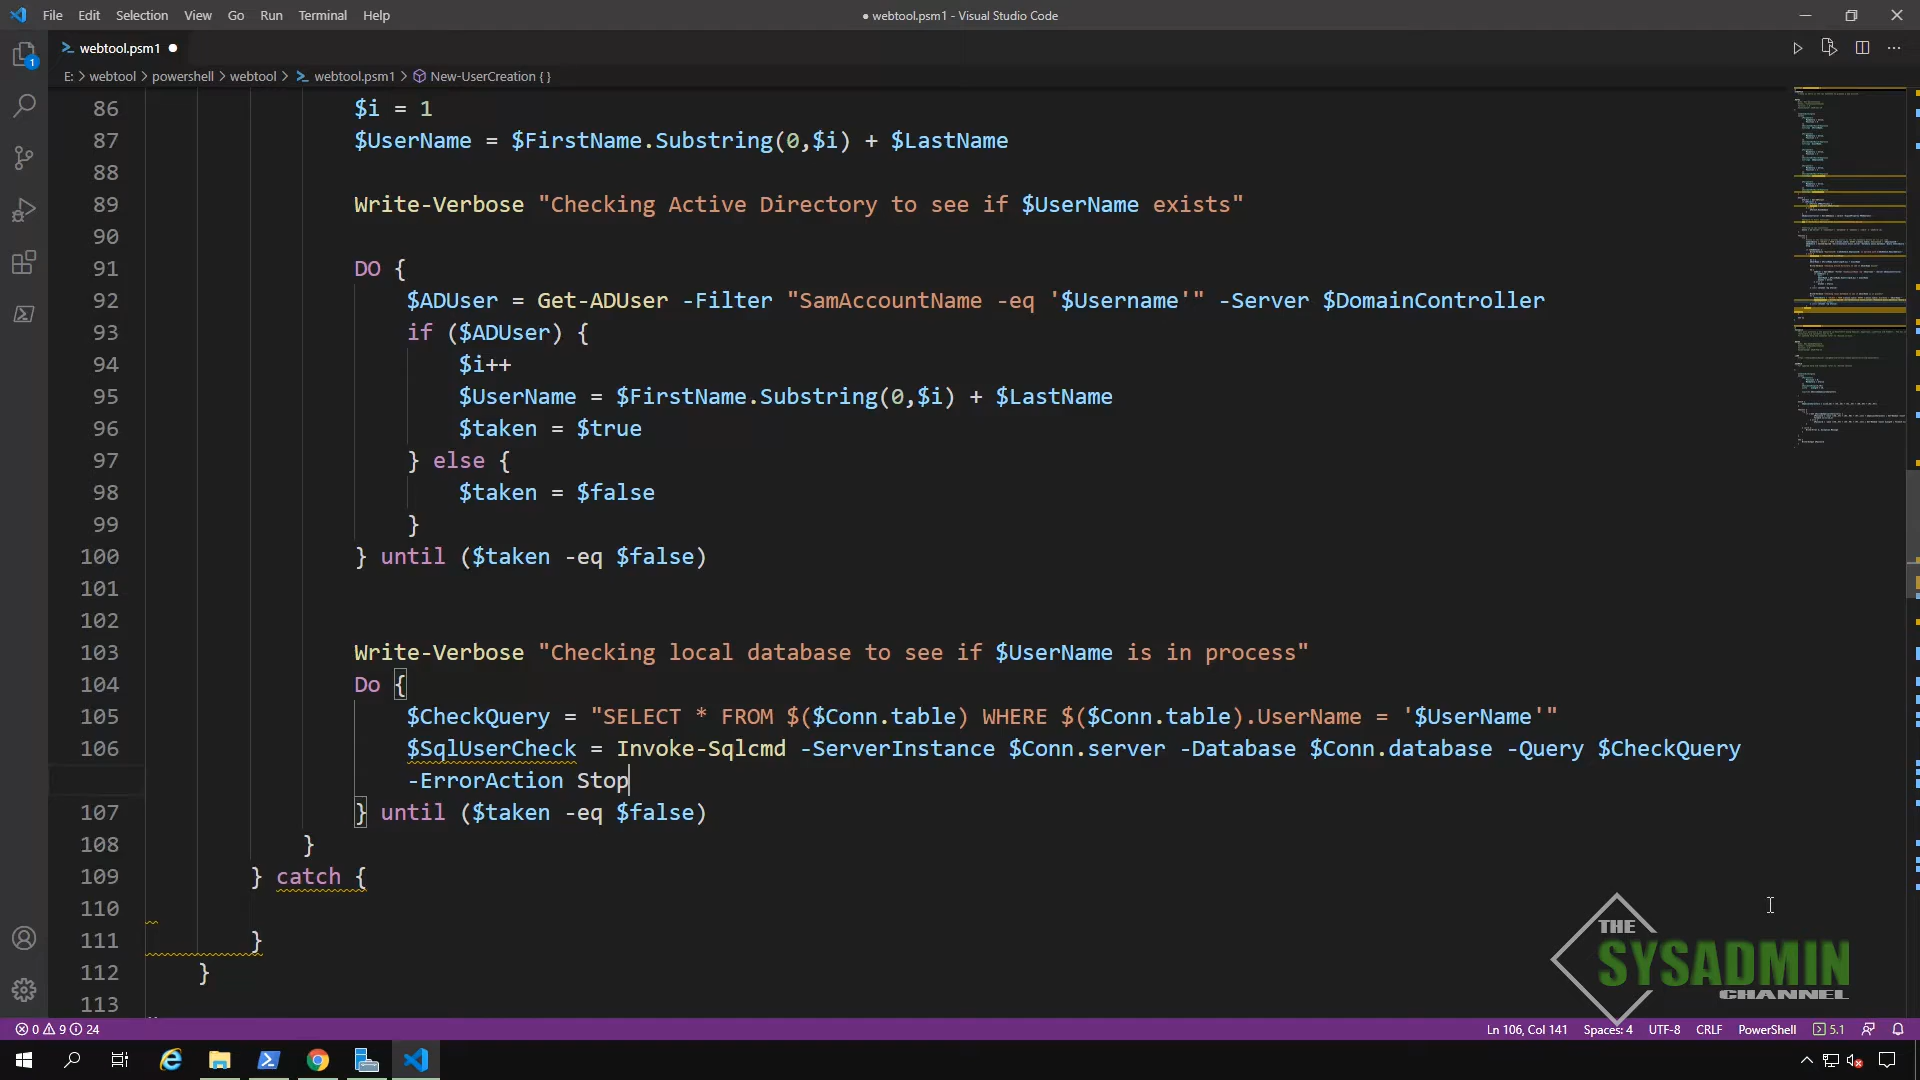 File Edit Selection View Go Run Terminal Help
● webtool.psm1 - Visual Studio Code
webtool.psm1 ●
E: > webtool > powershell > webtool > webtool.psm1 > New-UserCreation { }
1
86 $i = 1
87 $UserName = $FirstName.Substring(0,$i) + $LastName
88
89 Write-Verbose "Checking Active Directory to see if $UserName exists"
90
91 DO {
92 $ADUser = Get-ADUser -Filter "SamAccountName -eq '$Username'" -Server $DomainController
93 if ($ADUser) {
94 $i++
95 $UserName = $FirstName.Substring(0,$i) + $LastName
96 $taken = $true
97 } else {
98 $taken = $false
99 }
100 } until ($taken -eq $false)
101
102
103 Write-Verbose "Checking local database to see if $UserName is in process"
104 Do {
105 $CheckQuery = "SELECT * FROM $($Conn.table) WHERE $($Conn.table).UserName = '$UserName'"
106 $SqlUserCheck = Invoke-Sqlcmd -ServerInstance $Conn.server -Database $Conn.database -Query $CheckQuery
-ErrorAction Stop
107 } until ($taken -eq $false)
108 }
109 } catch {
110
111 }
112 }
113
THE
SYSADMIN
CHANNEL
0 9 24
Ln 106, Col 141 Spaces: 4 UTF-8 CRLF PowerShell 5.1